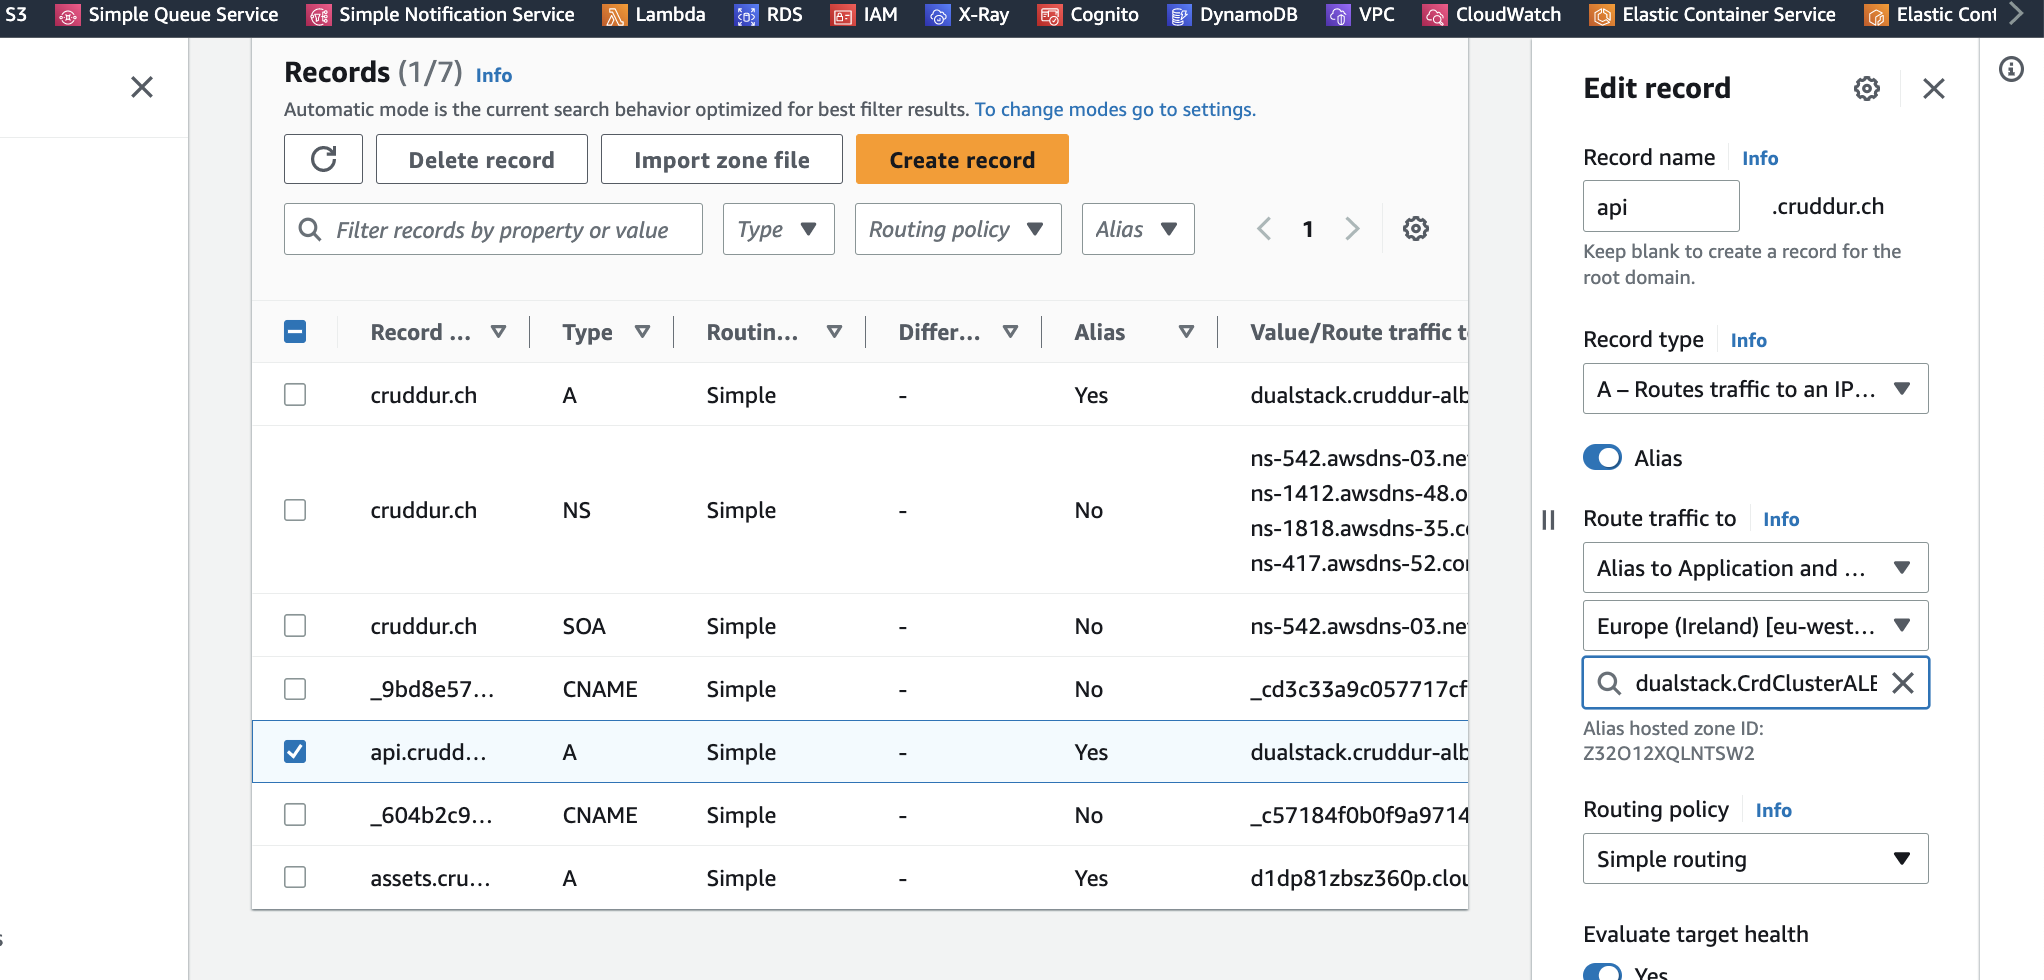 S3 Simple Queue Service Simple Notification Service Lambda RDS IAM X-Ray Cognito DynamoDB VPC CloudWatch Elastic Container Service Elastic Cont
Records (1/7) Info
Automatic mode is the current search behavior optimized for best filter results. To change modes go to settings.
Delete record Import zone file Create record
Filter records by property or value Type Routing policy Alias 1
Record ... Type Routin... Differ... Alias Value/Route traffic t
cruddur.ch A Simple - Yes dualstack.cruddur-alb
cruddur.ch NS Simple - No
ns-542.awsdns-03.ne
ns-1412.awsdns-48.o
ns-1818.awsdns-35.c
ns-417.awsdns-52.co
cruddur.ch SOA Simple - No ns-542.awsdns-03.ne
_9bd8e57... CNAME Simple - No _cd3c33a9c057717cf
api.crudd... A Simple - Yes dualstack.cruddur-alb
_604b2c9... CNAME Simple - No _c57184f0b0f9a9714
assets.cru... A Simple - Yes d1dp81zbsz360p.clou
Edit record
Record name Info
api .cruddur.ch
Keep blank to create a record for the
root domain.
Record type Info
A – Routes traffic to an IP...
Alias
Route traffic to Info
Alias to Application and ...
Europe (Ireland) [eu-west...
dualstack.CrdClusterALB
Alias hosted zone ID:
Z32O12XQLNTSW2
Routing policy Info
Simple routing
Evaluate target health
Yes